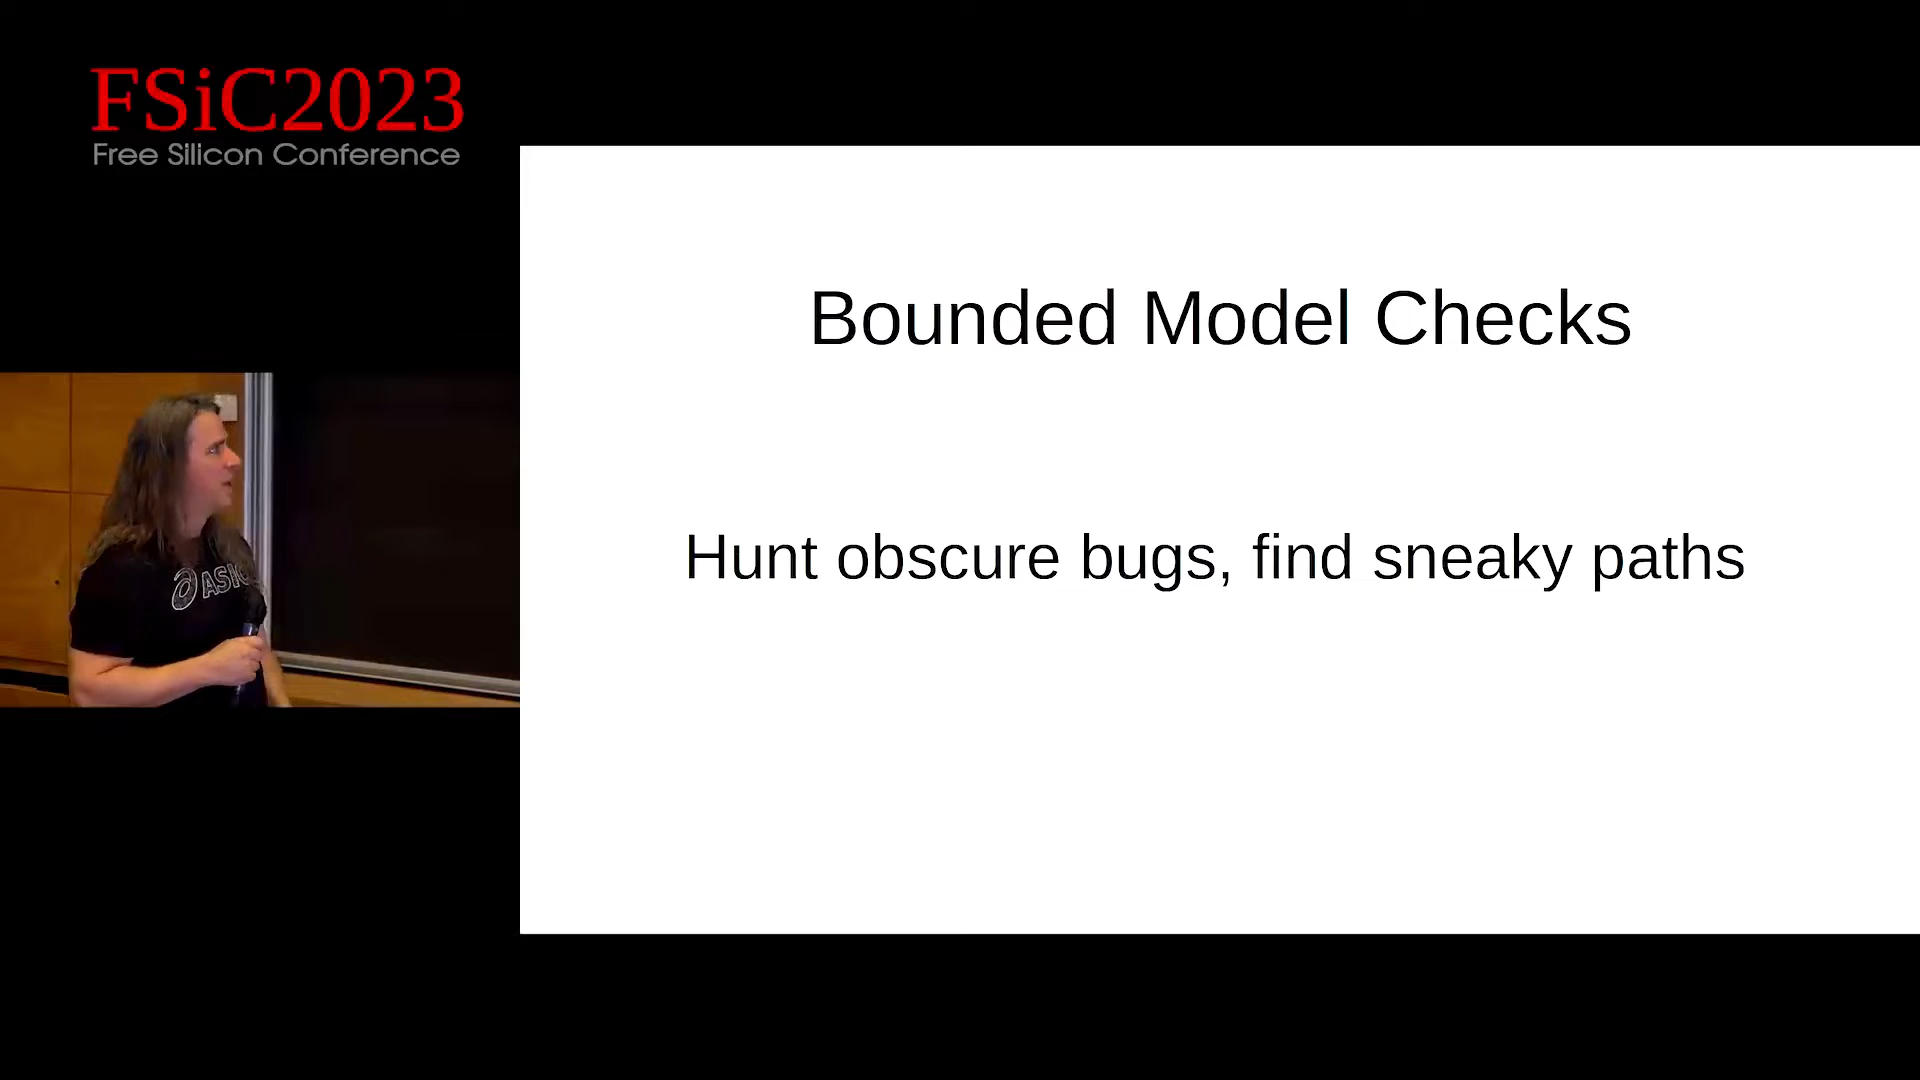 FSiC2023
Free Silicon Conference
Bounded Model Checks
Hunt obscure bugs, find sneaky paths